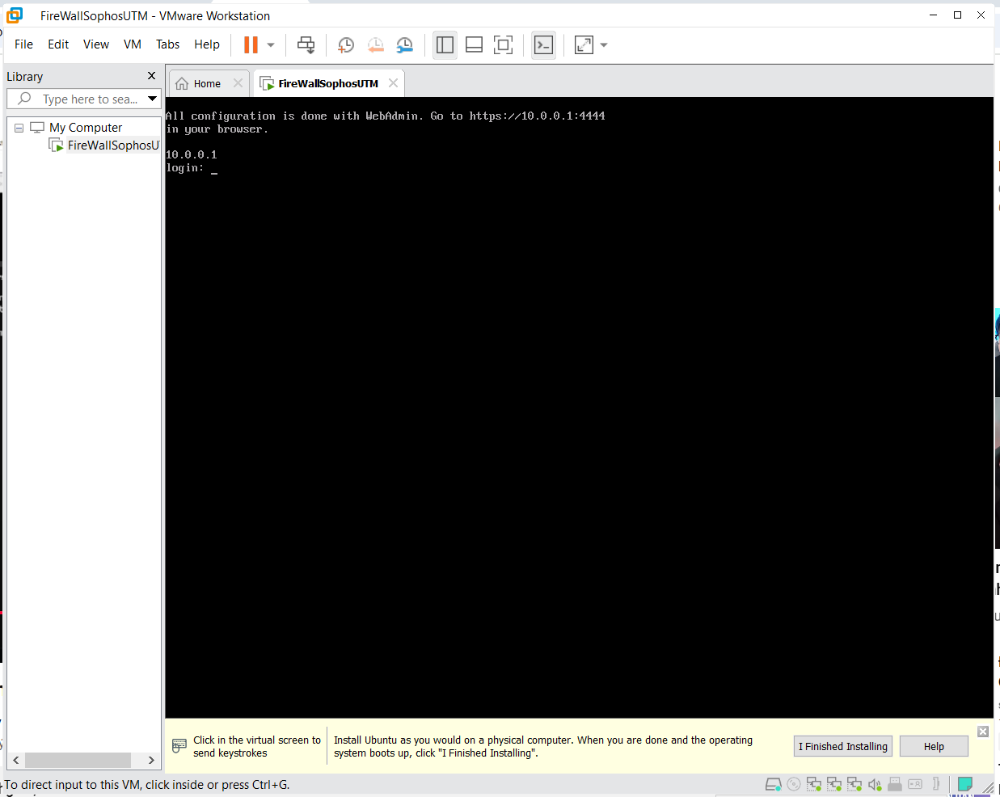 FireWallSophosUTM - VMware Workstation
File Edit View VM Tabs Help
Library
Type here to sea...
My Computer
FireWallSophosU
Home
FireWallSophosUTM
All configuration is done with WebAdmin. Go to https://10.0.0.1:4444
in your browser.
10.0.0.1
login: _
Click in the virtual screen to
send keystrokes
Install Ubuntu as you would on a physical computer. When you are done and the operating
system boots up, click "I Finished Installing".
I Finished Installing
Help
To direct input to this VM, click inside or press Ctrl+G.